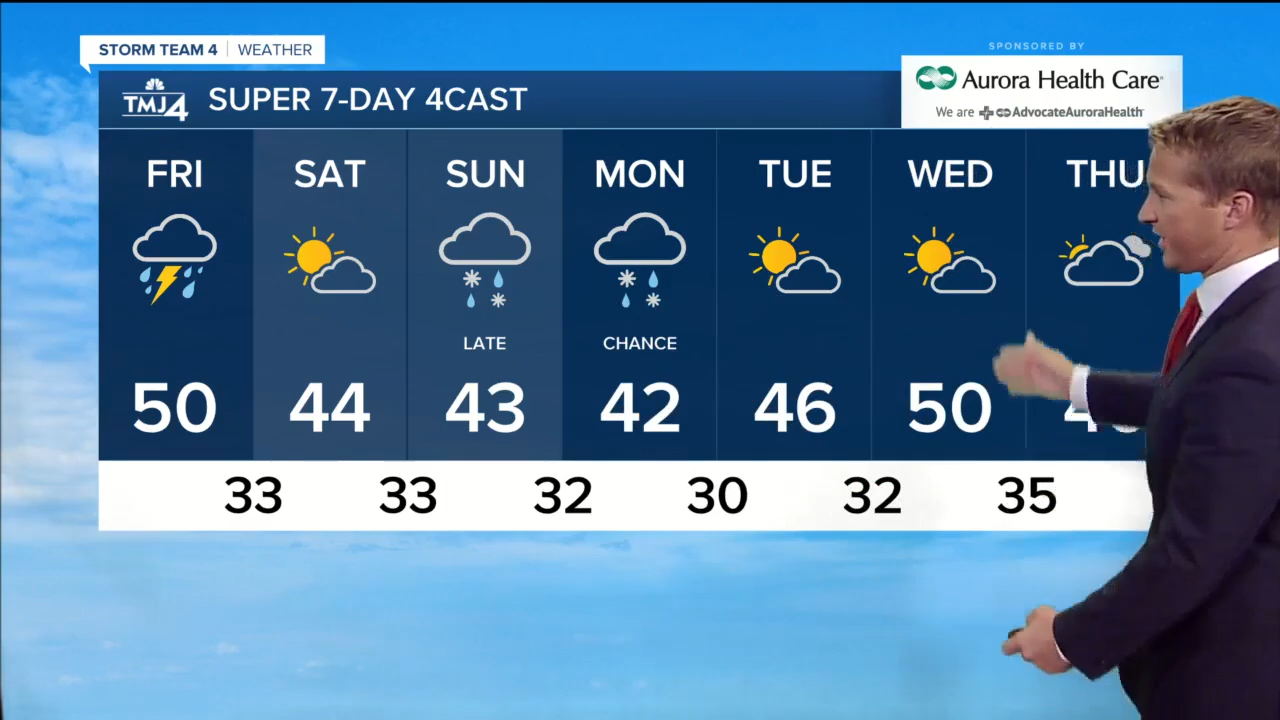 STORM TEAM 4 | WEATHER
SPONSORED BY
TMJ4
SUPER 7-DAY 4CAST
Aurora Health Care
We are AdvocateAuroraHealth
FRI SAT SUN MON TUE WED THU
LATE CHANCE
50 44 43 42 46 50
33 33 32 30 32 35